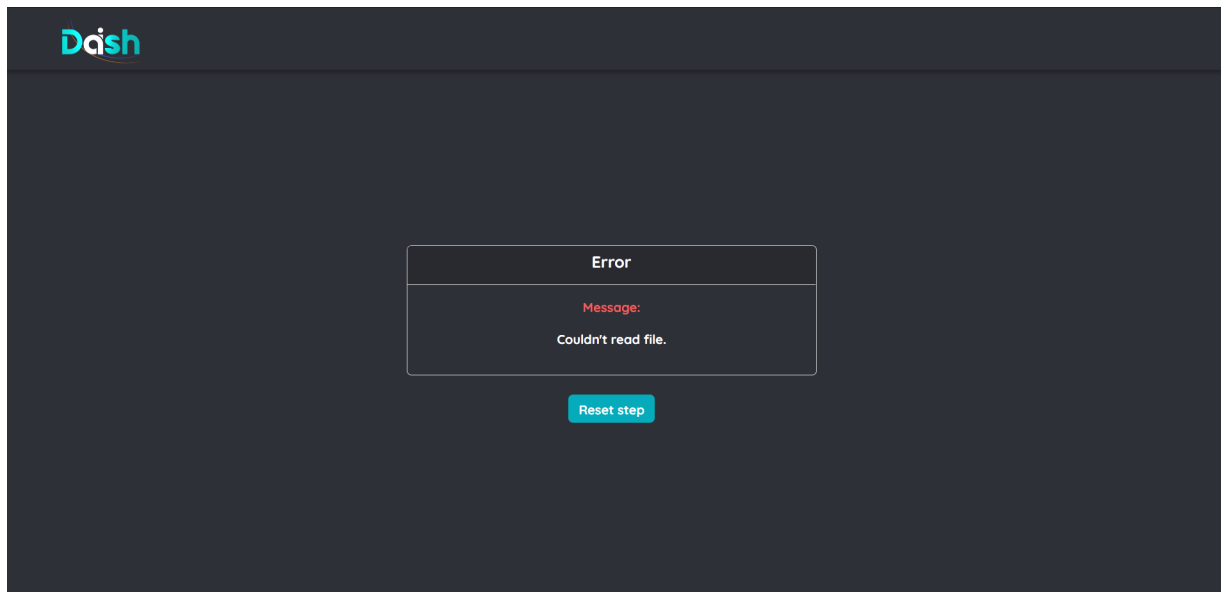 Dash
Error
Message:
Couldn't read file.
Reset step